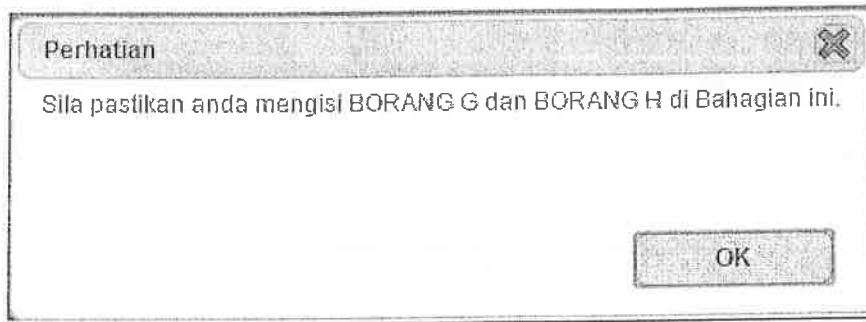 Perhatian
Sila pastikan anda mengisi BORANG G dan BORANG H di Bahagian ini.
OK